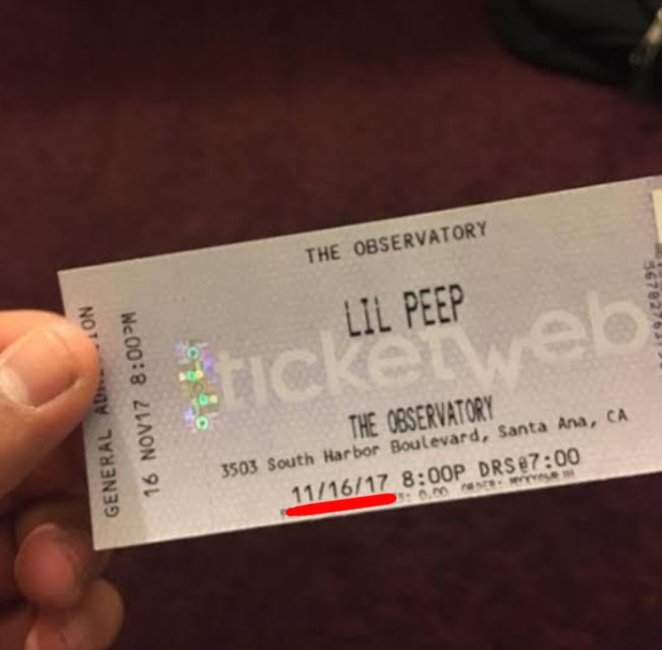 THE OBSERVATORY
LIL PEEP
ticketweb
THE OBSERVATORY
3503 South Harbor Boulevard, Santa Ana, CA
11/16/17 8:00P DRS@7:00
GENERAL
16 NOV17 8:00PM